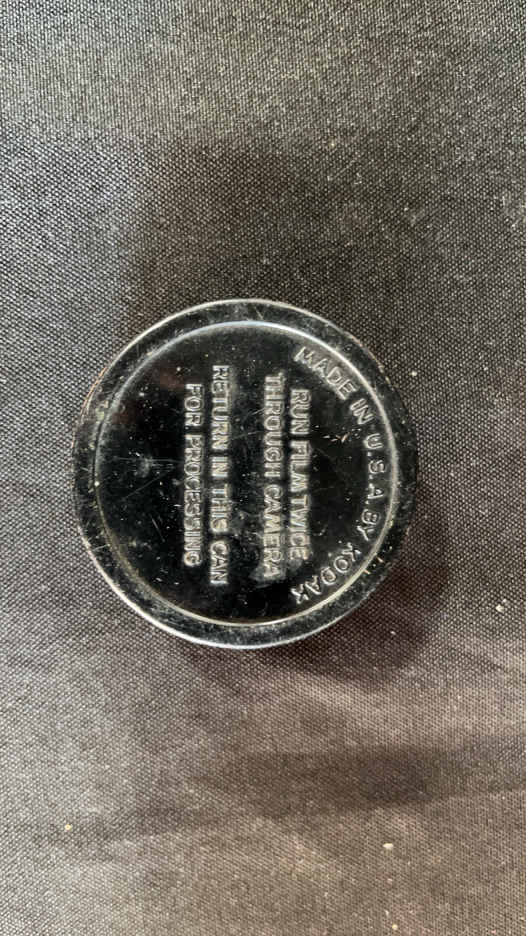 MADE IN U.S.A. BY KODAK
RUN FILM TWICE
THROUGH CAMERA
RETURN IN THIS CAN
FOR PROCESSING